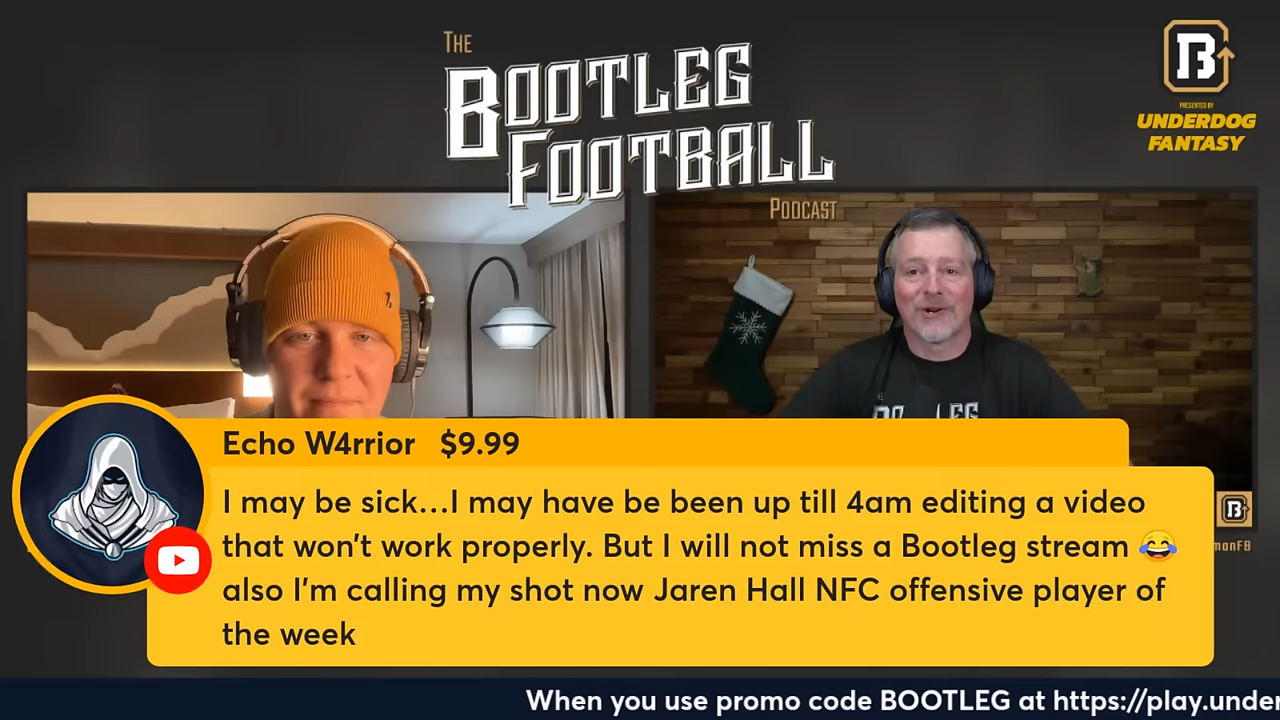 THE
BOOTLEG
FOOTBALL
PODCAST
B
PRESENTED BY
UNDERDOG
FANTASY
Echo W4rrior $9.99
I may be sick...I may have be been up till 4am editing a video
that won't work properly. But I will not miss a Bootleg stream 😂
also I'm calling my shot now Jaren Hall NFC offensive player of
the week
B
manFB
When you use promo code BOOTLEG at https://play.under